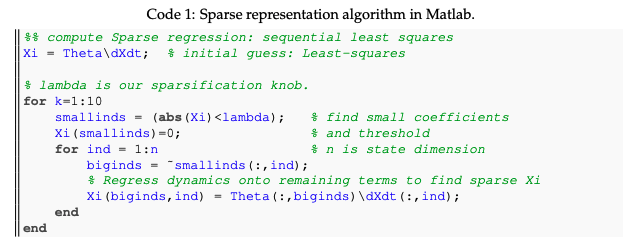 Code 1: Sparse representation algorithm in Matlab.
%% compute Sparse regression: sequential least squares
Xi = Theta\dXdt;  % initial guess: Least-squares

% lambda is our sparsification knob.
for k=1:10
    smallinds = (abs(Xi)<lambda);   % find small coefficients
    Xi(smallinds)=0;                % and threshold
    for ind = 1:n                   % n is state dimension
        biginds = ~smallinds(:,ind);
        % Regress dynamics onto remaining terms to find sparse Xi
        Xi(biginds,ind) = Theta(:,biginds)\dXdt(:,ind);
    end
end